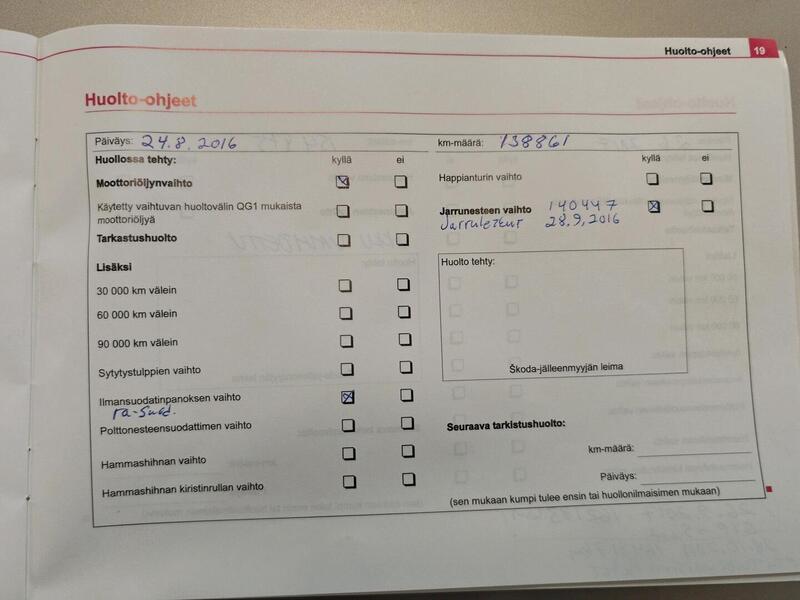 Huolto-ohjeet 19
Huolto-ohjeet
Päiväys: 24.8.2016
Huollossa tehty: kyllä ei
Moottoriöljynvaihto
Käytetty vaihtuvan huoltovälin QG1 mukaista
moottoriöljyä
Tarkastushuolto
Lisäksi
30 000 km välein
60 000 km välein
90 000 km välein
Sytytystulppien vaihto
Ilmansuodatinpanoksen vaihto
ra-suod.
Polttonesteensuodattimen vaihto
Hammashihnan vaihto
Hammashihnan kiristinrullan vaihto
km-määrä: 138861
kyllä ei
Happianturin vaihto
Jarrunesteen vaihto 140447
28.9,2016
Huolto tehty:
Škoda-jälleenmyyjän leima
Seuraava tarkistushuolto:
km-määrä:
Päiväys:
(sen mukaan kumpi tulee ensin tai huollonilmaisimen mukaan)